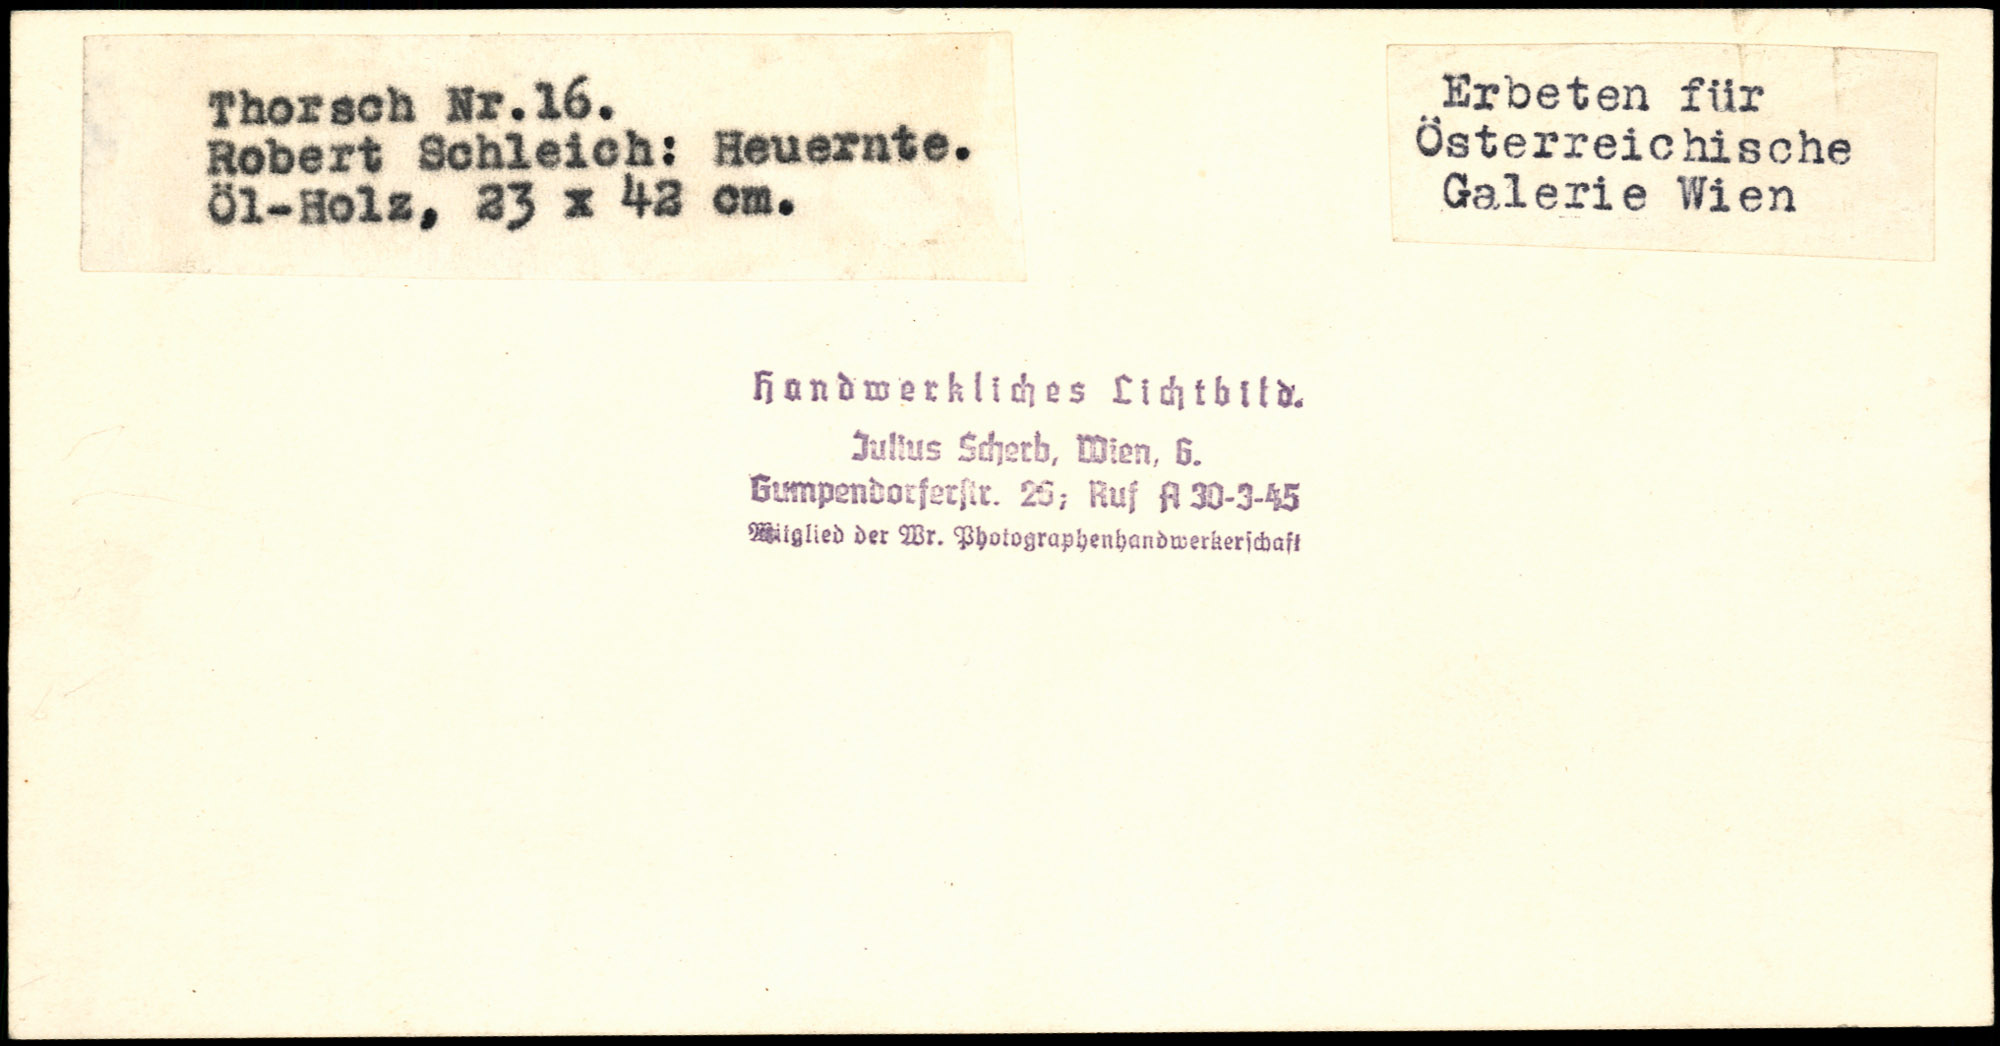 Thorsch Nr.16.
Robert Schleich: Heuernte.
Öl-Holz, 23 x 42 cm.
Erbeten für
Österreichische
Galerie Wien
Handwerkliches Lichtbild.
Julius Scherb, Wien, 6.
Gumpendorferstr. 26; Ruf A 30-3-45
Mitglied der Wr. Photographenhandwerkerschaft